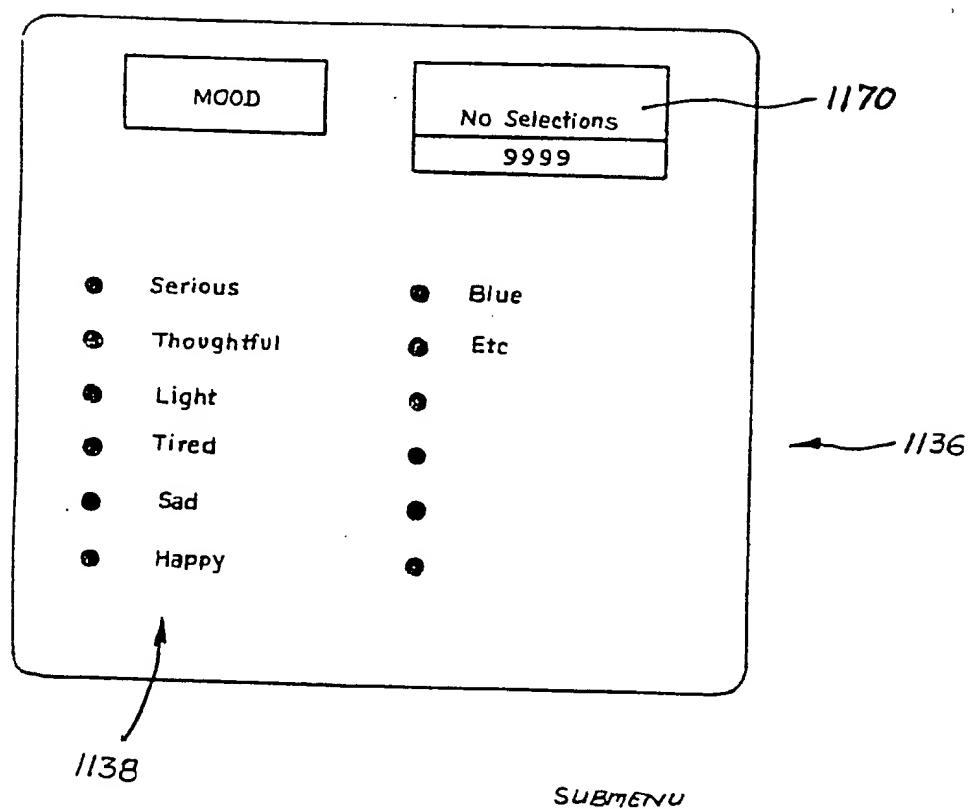 MOOD
No Selections
9999
1170
Serious
Thoughtful
Light
Tired
Sad
Happy
Blue
Etc
1136
1138
SUBMENU